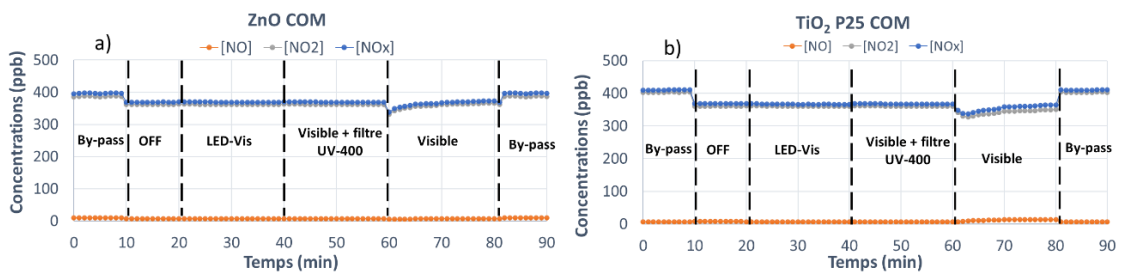 ZnO COM
a)
[NO] [NO2] [NOx]
Concentrations (ppb)
500
400
300
200
100
0
By-pass OFF LED-Vis Visible + filtre UV-400 Visible By-pass
0 10 20 30 40 50 60 70 80 90
Temps (min)
TiO₂ P25 COM
b)
[NO] [NO2] [NOx]
Concentrations (ppb)
500
400
300
200
100
0
By-pass OFF LED-Vis Visible + filtre UV-400 Visible By-pass
0 10 20 30 40 50 60 70 80 90
Temps (min)